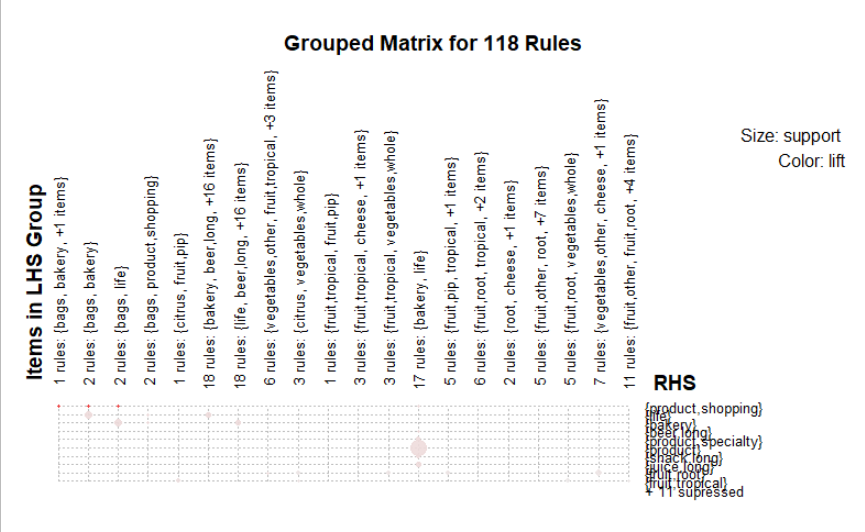 Grouped Matrix for 118 Rules
Size: support
Color: lift
Items in LHS Group
1 rules: {bags, bakery, +1 items}
2 rules: {bags, bakery}
2 rules: {bags, life}
2 rules: {bags, product,shopping}
1 rules: {citrus, fruit,pip}
18 rules: {bakery, beer,long, +16 items}
18 rules: {life, beer,long, +16 items}
6 rules: {vegetables,other, fruit,tropical, +3 items}
3 rules: {citrus, vegetables,whole}
1 rules: {fruit,tropical, fruit,pip}
3 rules: {fruit,tropical, cheese, +1 items}
3 rules: {fruit,tropical, vegetables,whole}
17 rules: {bakery, life}
5 rules: {fruit,pip, tropical, +1 items}
6 rules: {fruit,root, tropical, +2 items}
2 rules: {root, cheese, +1 items}
5 rules: {fruit,other, root, +7 items}
5 rules: {fruit,root, vegetables,whole}
7 rules: {vegetables,other, cheese, +1 items}
11 rules: {fruit,other, fruit,root, +4 items}
RHS
{product,shopping}
{life}
{bakery}
{beer,long}
{product,specialty}
{product}
{snack,long}
{juice,long}
{fruit,root}
{fruit,tropical}
+ 11 supressed